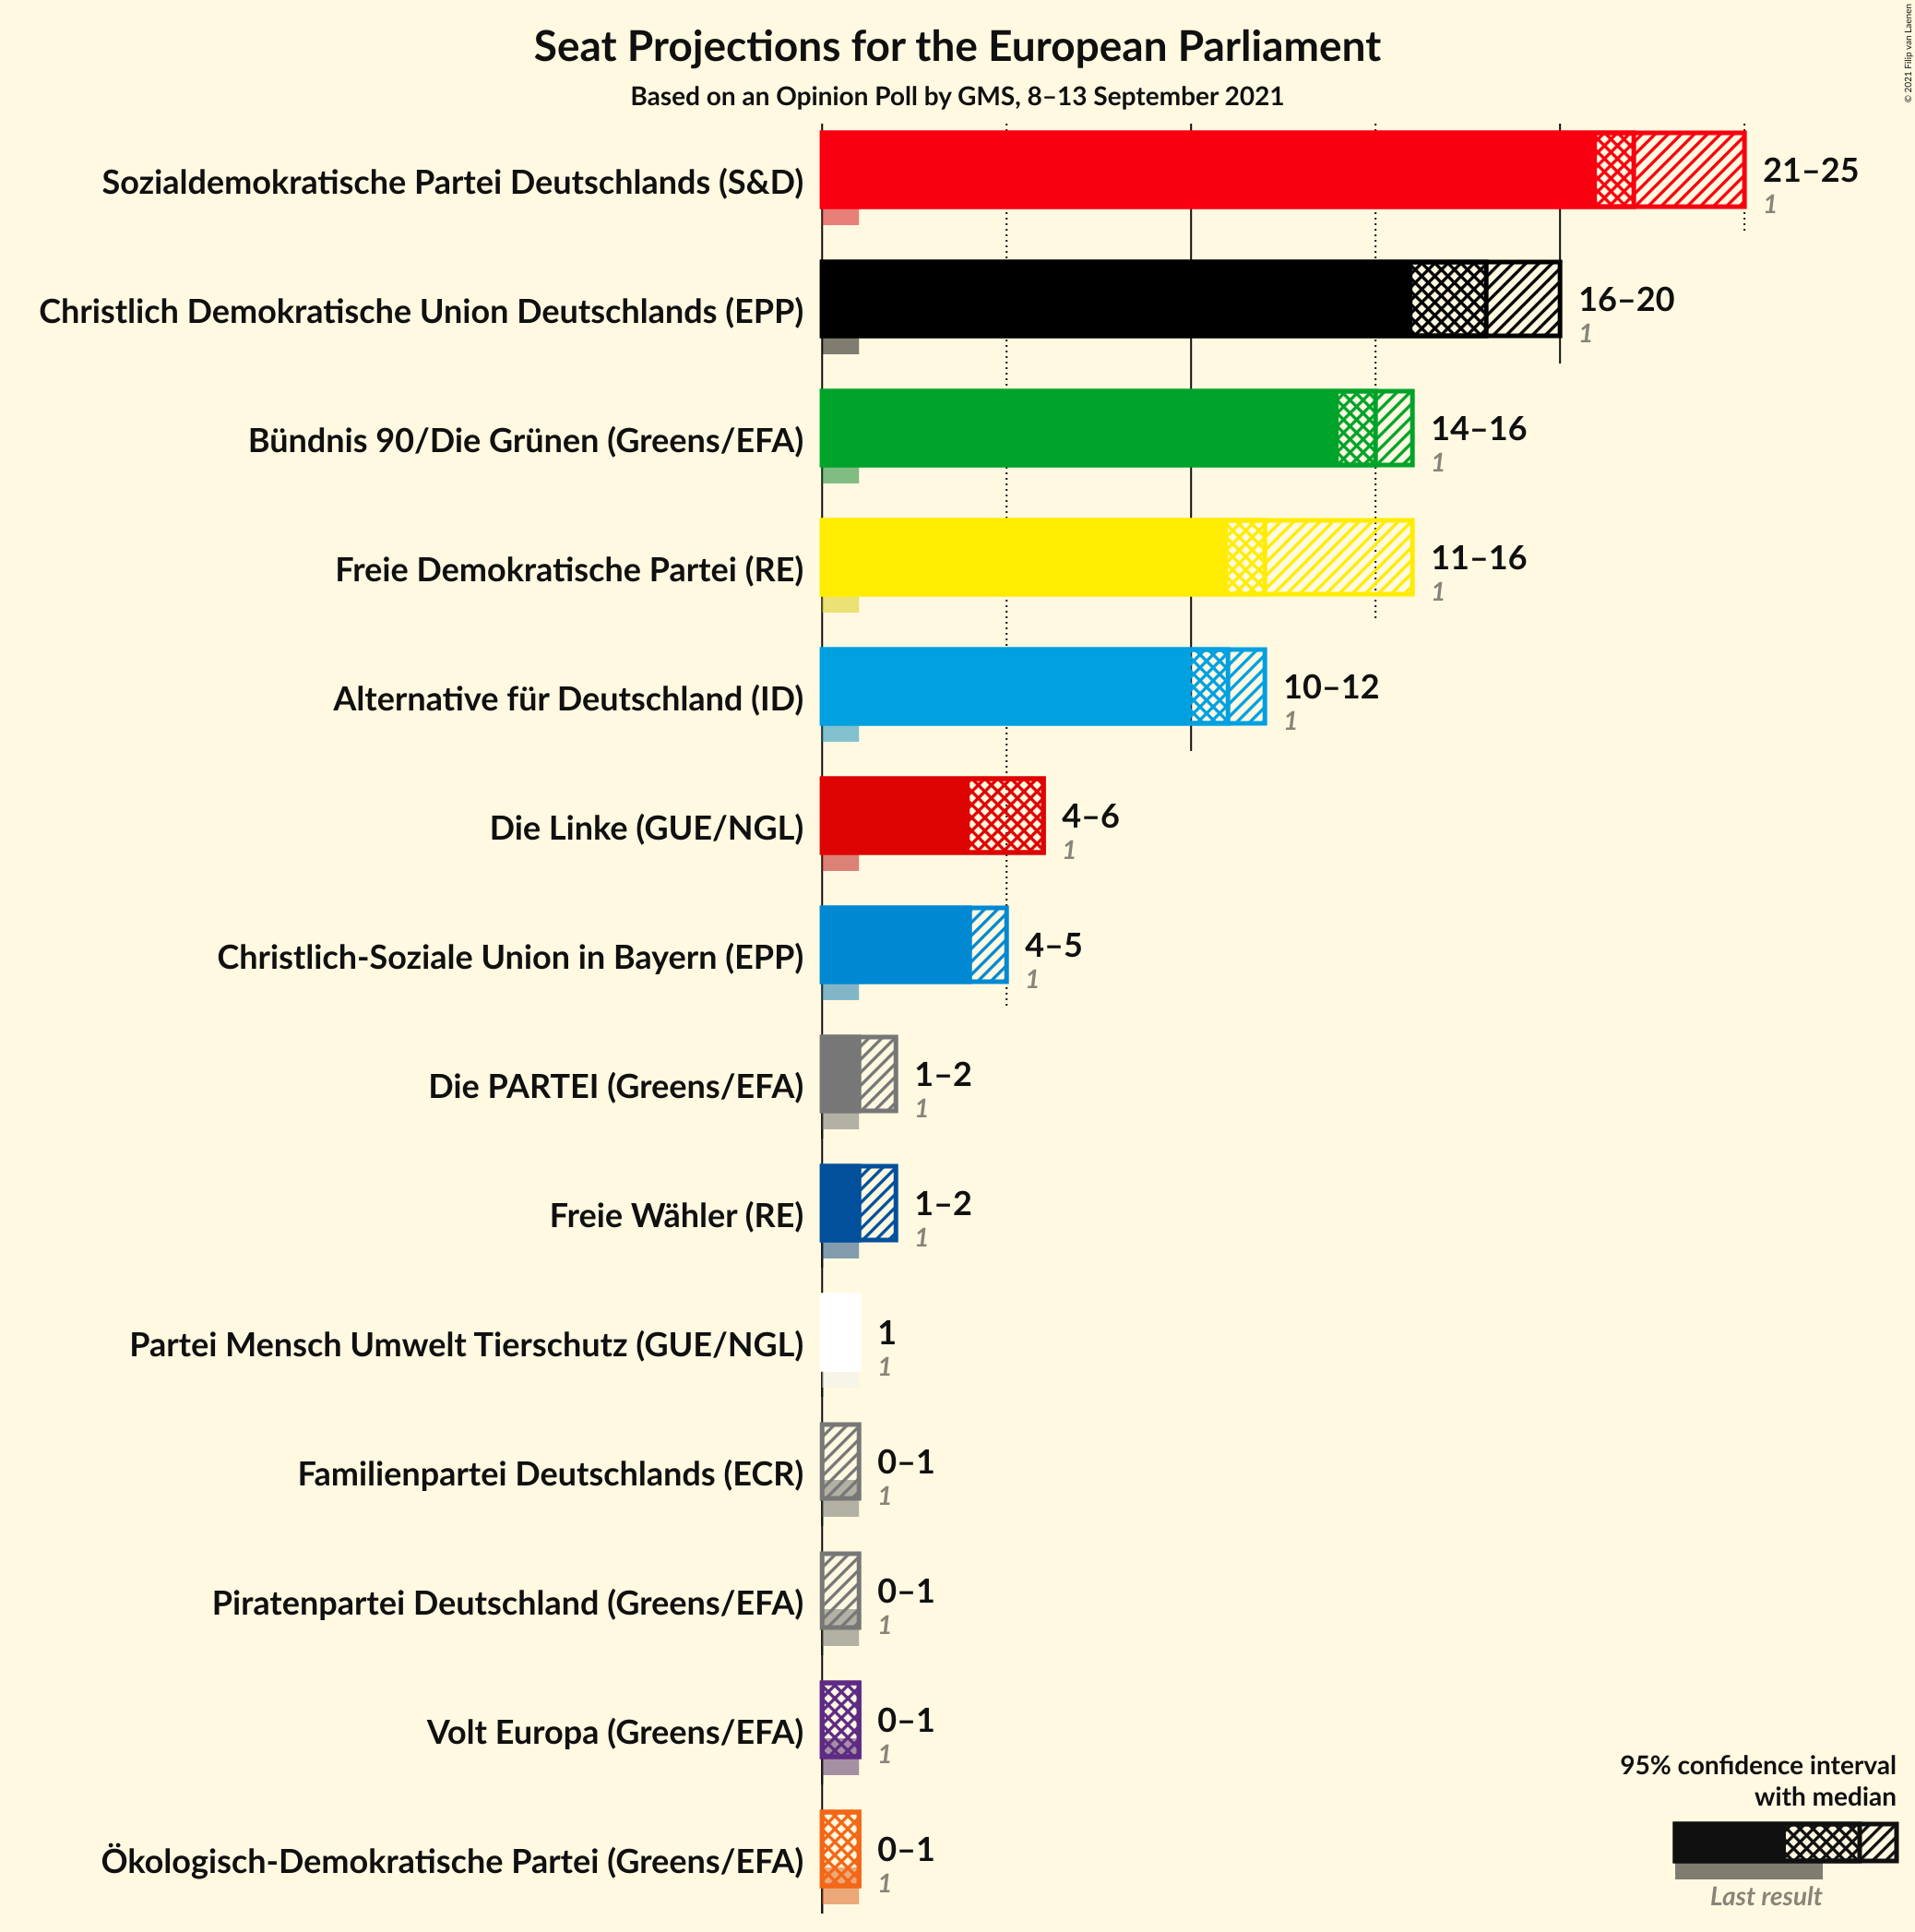 Seat Projections for the European Parliament
Based on an Opinion Poll by GMS, 8–13 September 2021
© 2021 Filip van Laenen
Sozialdemokratische Partei Deutschlands (S&D)
21–25
1
Christlich Demokratische Union Deutschlands (EPP)
16–20
1
Bündnis 90/Die Grünen (Greens/EFA)
14–16
1
Freie Demokratische Partei (RE)
11–16
1
Alternative für Deutschland (ID)
10–12
1
Die Linke (GUE/NGL)
4–6
1
Christlich-Soziale Union in Bayern (EPP)
4–5
1
Die PARTEI (Greens/EFA)
1–2
1
Freie Wähler (RE)
1–2
1
Partei Mensch Umwelt Tierschutz (GUE/NGL)
1
1
Familienpartei Deutschlands (ECR)
0–1
1
Piratenpartei Deutschland (Greens/EFA)
0–1
1
Volt Europa (Greens/EFA)
0–1
1
Ökologisch-Demokratische Partei (Greens/EFA)
0–1
1
95% confidence interval
with median
Last result